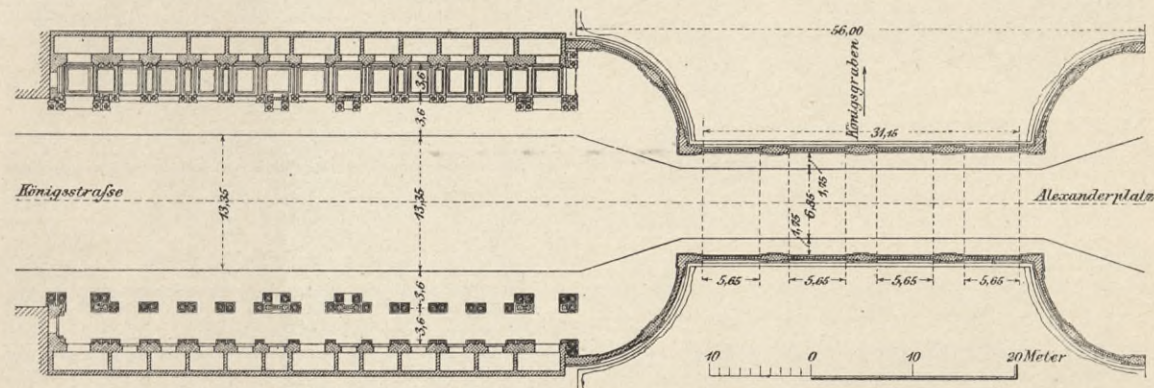 56,00
Königsgraben
3,6
3,6
31,15
Königsstraße
13,35
13,35
1,75
6,85
1,75
Alexanderplatz
3,6
3,6
5,65 5,65 5,65 5,65
10 0 10 20 Meter